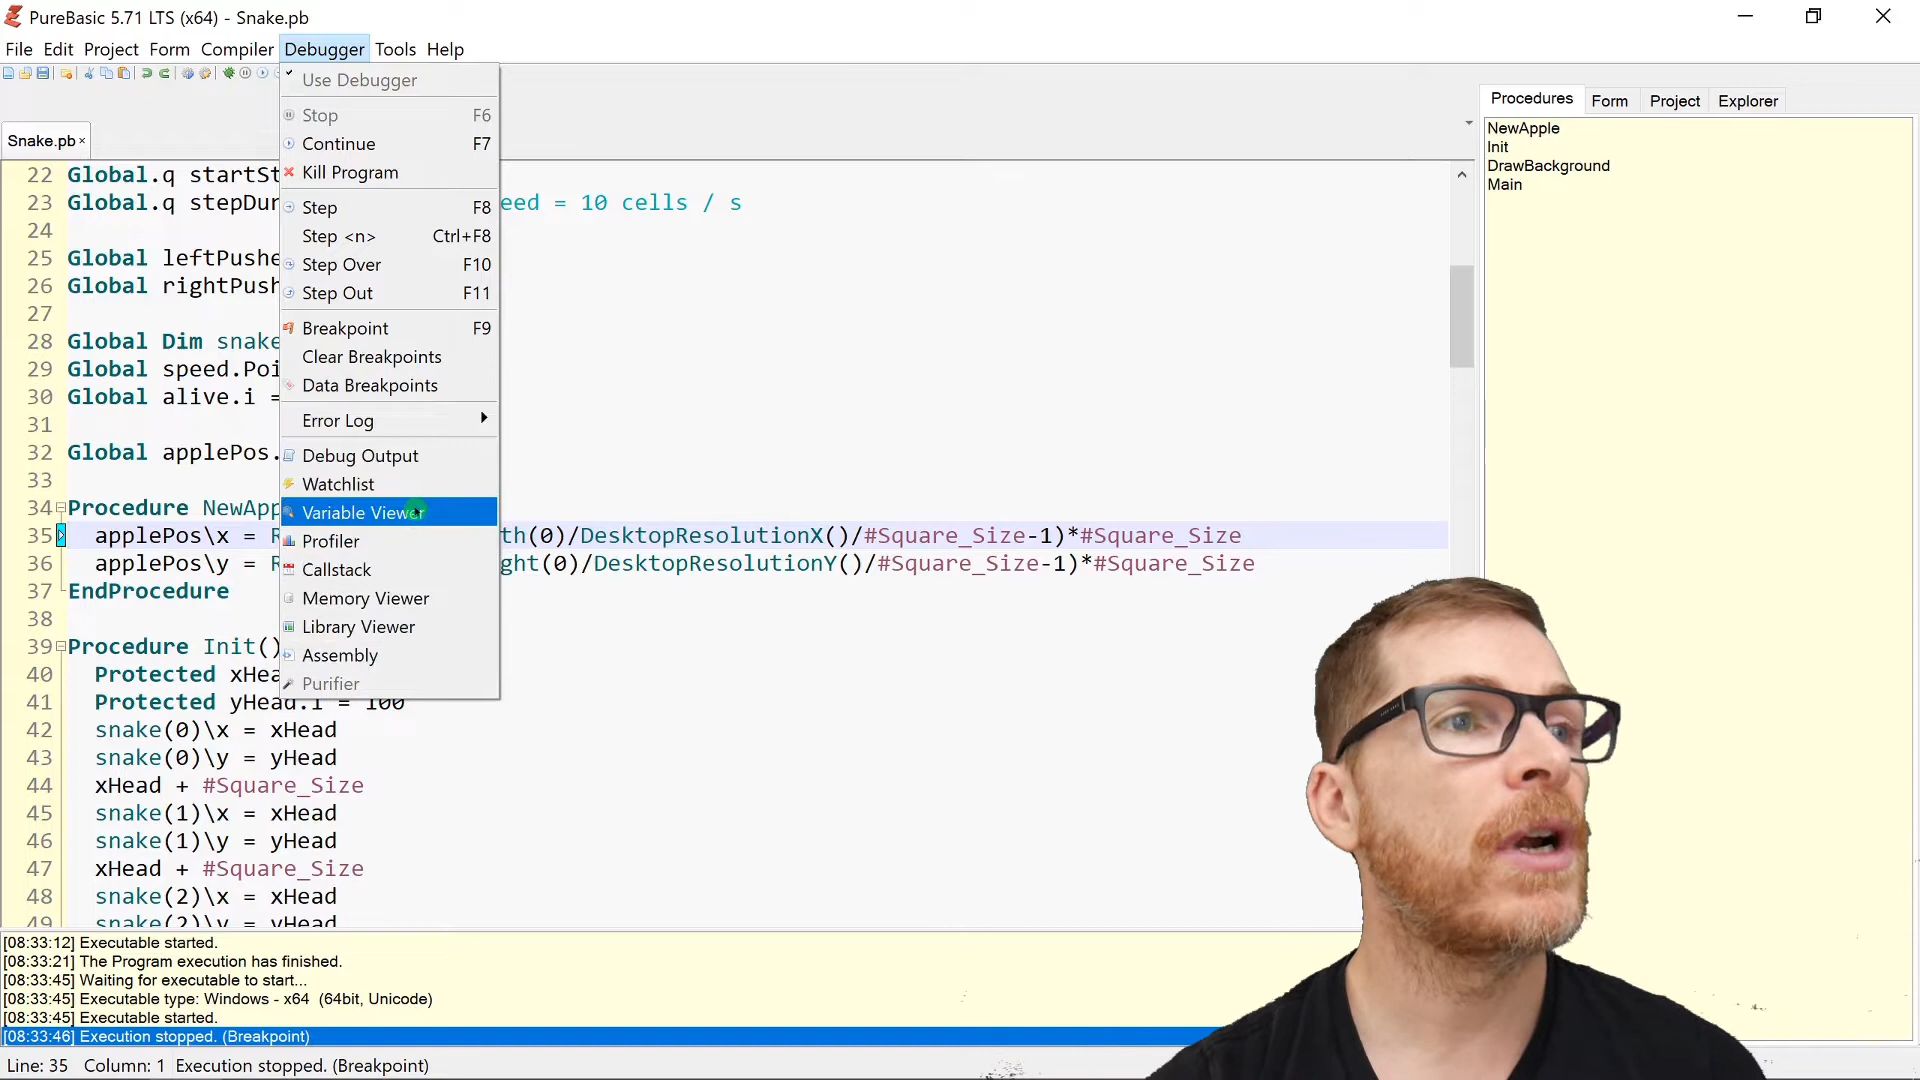 PureBasic 5.71 LTS (x64) - Snake.pb
File Edit Project Form Compiler Debugger Tools Help
Use Debugger
Stop F6
Continue F7
Kill Program
Step F8
Step <n> Ctrl+F8
Step Over F10
Step Out F11
Breakpoint F9
Clear Breakpoints
Data Breakpoints
Error Log
Debug Output
Watchlist
Variable Viewer
Profiler
Callstack
Memory Viewer
Library Viewer
Assembly
Purifier
Procedures Form Project Explorer
NewApple
Init
DrawBackground
Main
Snake.pb
22 Global.q startSt
23 Global.q stepDur eed = 10 cells / s
24
25 Global leftPushe
26 Global rightPush
27
28 Global Dim snake
29 Global speed.Poi
30 Global alive.i =
31
32 Global applePos.
33
34 Procedure NewApp
35 applePos\x = R th(0)/DesktopResolutionX()/#Square_Size-1)*#Square_Size
36 applePos\y = R ght(0)/DesktopResolutionY()/#Square_Size-1)*#Square_Size
37 EndProcedure
38
39 Procedure Init()
40 Protected xHea
41 Protected yHead.i = 100
42 snake(0)\x = xHead
43 snake(0)\y = yHead
44 xHead + #Square_Size
45 snake(1)\x = xHead
46 snake(1)\y = yHead
47 xHead + #Square_Size
48 snake(2)\x = xHead
49 snake(2)\y = yHead
[08:33:12] Executable started.
[08:33:21] The Program execution has finished.
[08:33:45] Waiting for executable to start...
[08:33:45] Executable type: Windows - x64 (64bit, Unicode)
[08:33:45] Executable started.
[08:33:46] Execution stopped. (Breakpoint)
Line: 35 Column: 1 Execution stopped. (Breakpoint)